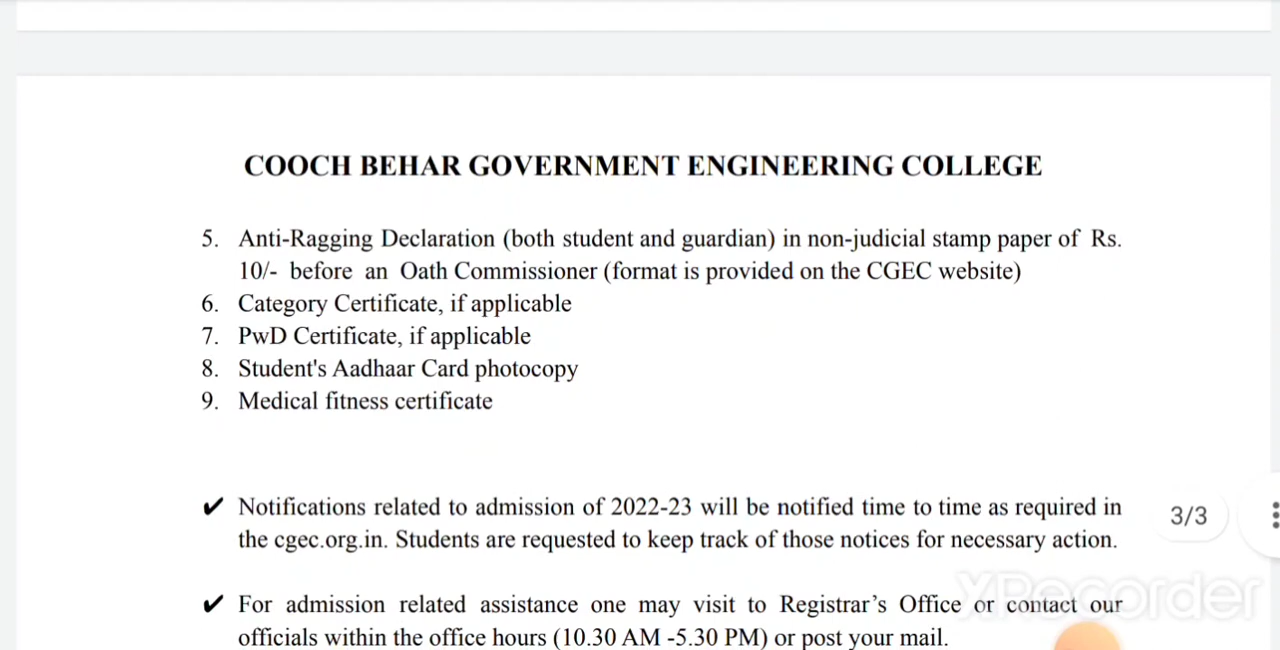 COOCH BEHAR GOVERNMENT ENGINEERING COLLEGE
5. Anti-Ragging Declaration (both student and guardian) in non-judicial stamp paper of Rs.
10/- before an Oath Commissioner (format is provided on the CGEC website)
6. Category Certificate, if applicable
7. PwD Certificate, if applicable
8. Student's Aadhaar Card photocopy
9. Medical fitness certificate
✔ Notifications related to admission of 2022-23 will be notified time to time as required in
the cgec.org.in. Students are requested to keep track of those notices for necessary action.
3/3
✔ For admission related assistance one may visit to Registrar’s Office or contact our
officials within the office hours (10.30 AM -5.30 PM) or post your mail.
XRecorder